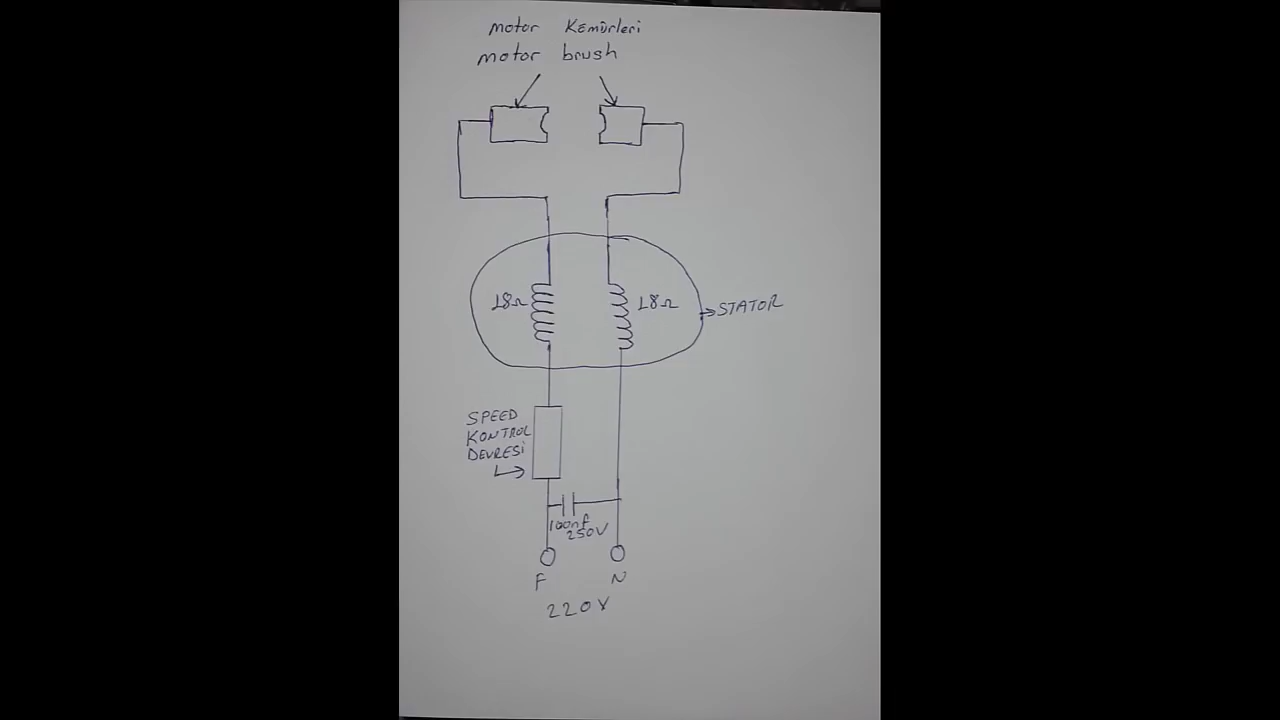 motor Kömürleri
motor brush
18Ω
18Ω
STATOR
SPEED
KONTROL
DEVRESİ
100nf
250V
F
N
220V